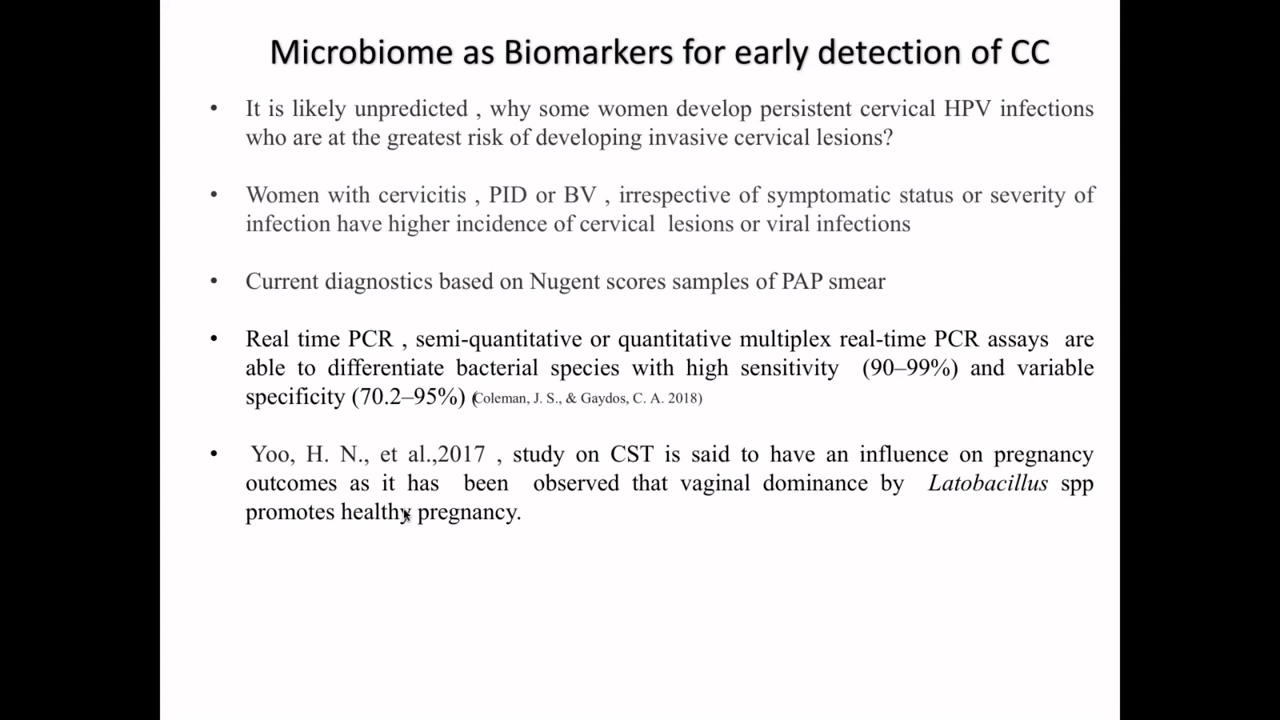 Microbiome as Biomarkers for early detection of CC
• It is likely unpredicted , why some women develop persistent cervical HPV infections
who are at the greatest risk of developing invasive cervical lesions?
• Women with cervicitis , PID or BV , irrespective of symptomatic status or severity of
infection have higher incidence of cervical lesions or viral infections
• Current diagnostics based on Nugent scores samples of PAP smear
• Real time PCR , semi-quantitative or quantitative multiplex real-time PCR assays are
able to differentiate bacterial species with high sensitivity (90–99%) and variable
specificity (70.2–95%) (Coleman, J. S., & Gaydos, C. A. 2018)
• Yoo, H. N., et al.,2017 , study on CST is said to have an influence on pregnancy
outcomes as it has been observed that vaginal dominance by Latobacillus spp
promotes healthy pregnancy.